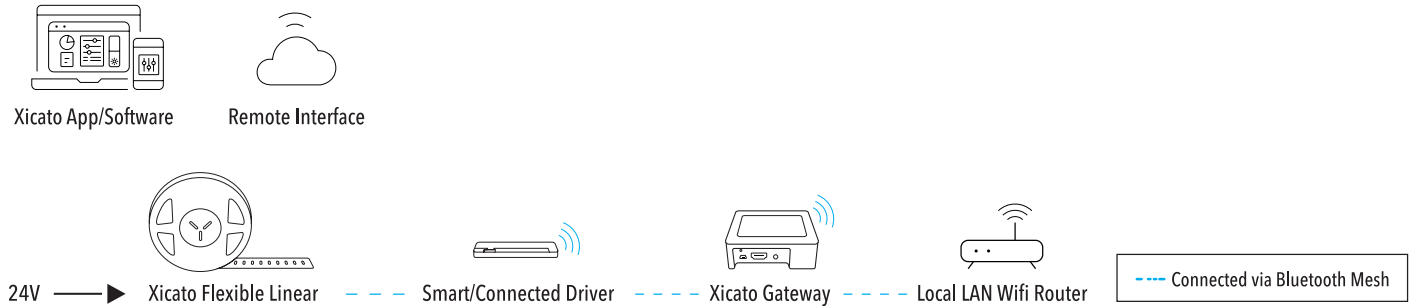 Xicato App/Software
Remote Interface
24V
Xicato Flexible Linear
Smart/Connected Driver
Xicato Gateway
Local LAN Wifi Router
Connected via Bluetooth Mesh